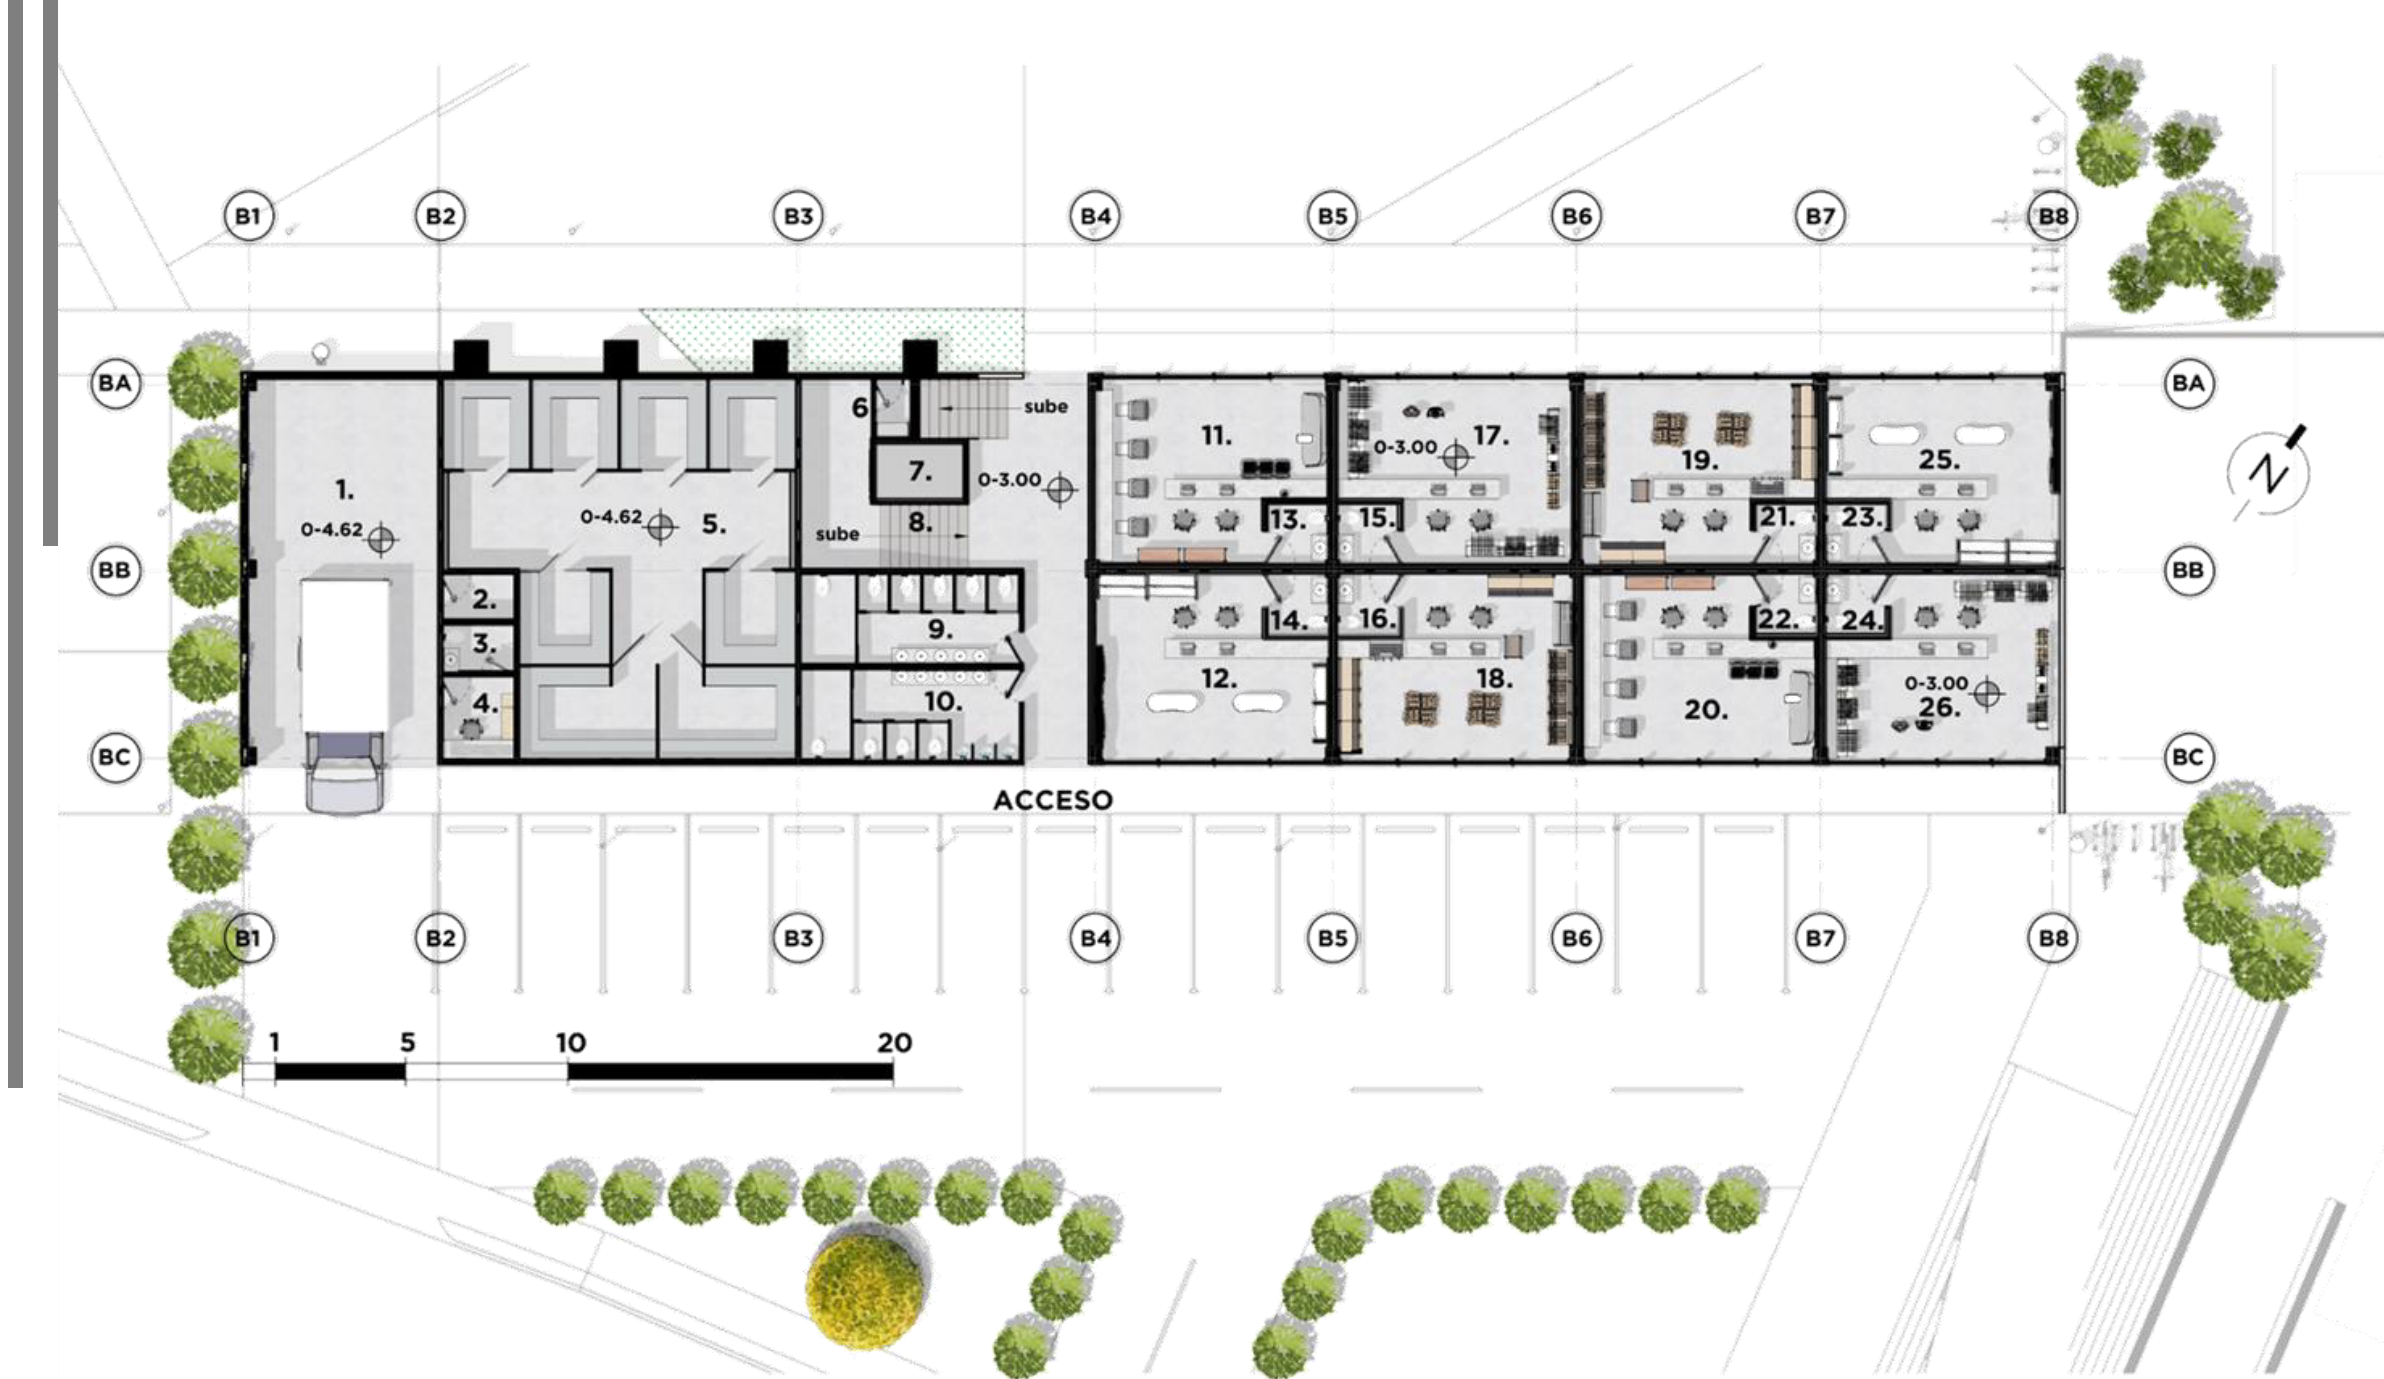 B1 B2 B3 B4 B5 B6 B7 B8
BA BA
6 sube
11. 17. 19. 25.
0-3.00
7. 0-3.00
1.
0-4.62
0-4.62 5. 8.
sube
13. 15. 21. 23.
N
BB BB
2.
9. 14. 16. 22. 24.
3.
4. 10. 12. 18. 20.
0-3.00
26.
BC BC
ACCESO
B1 B2 B3 B4 B5 B6 B7 B8
1 5 10 20